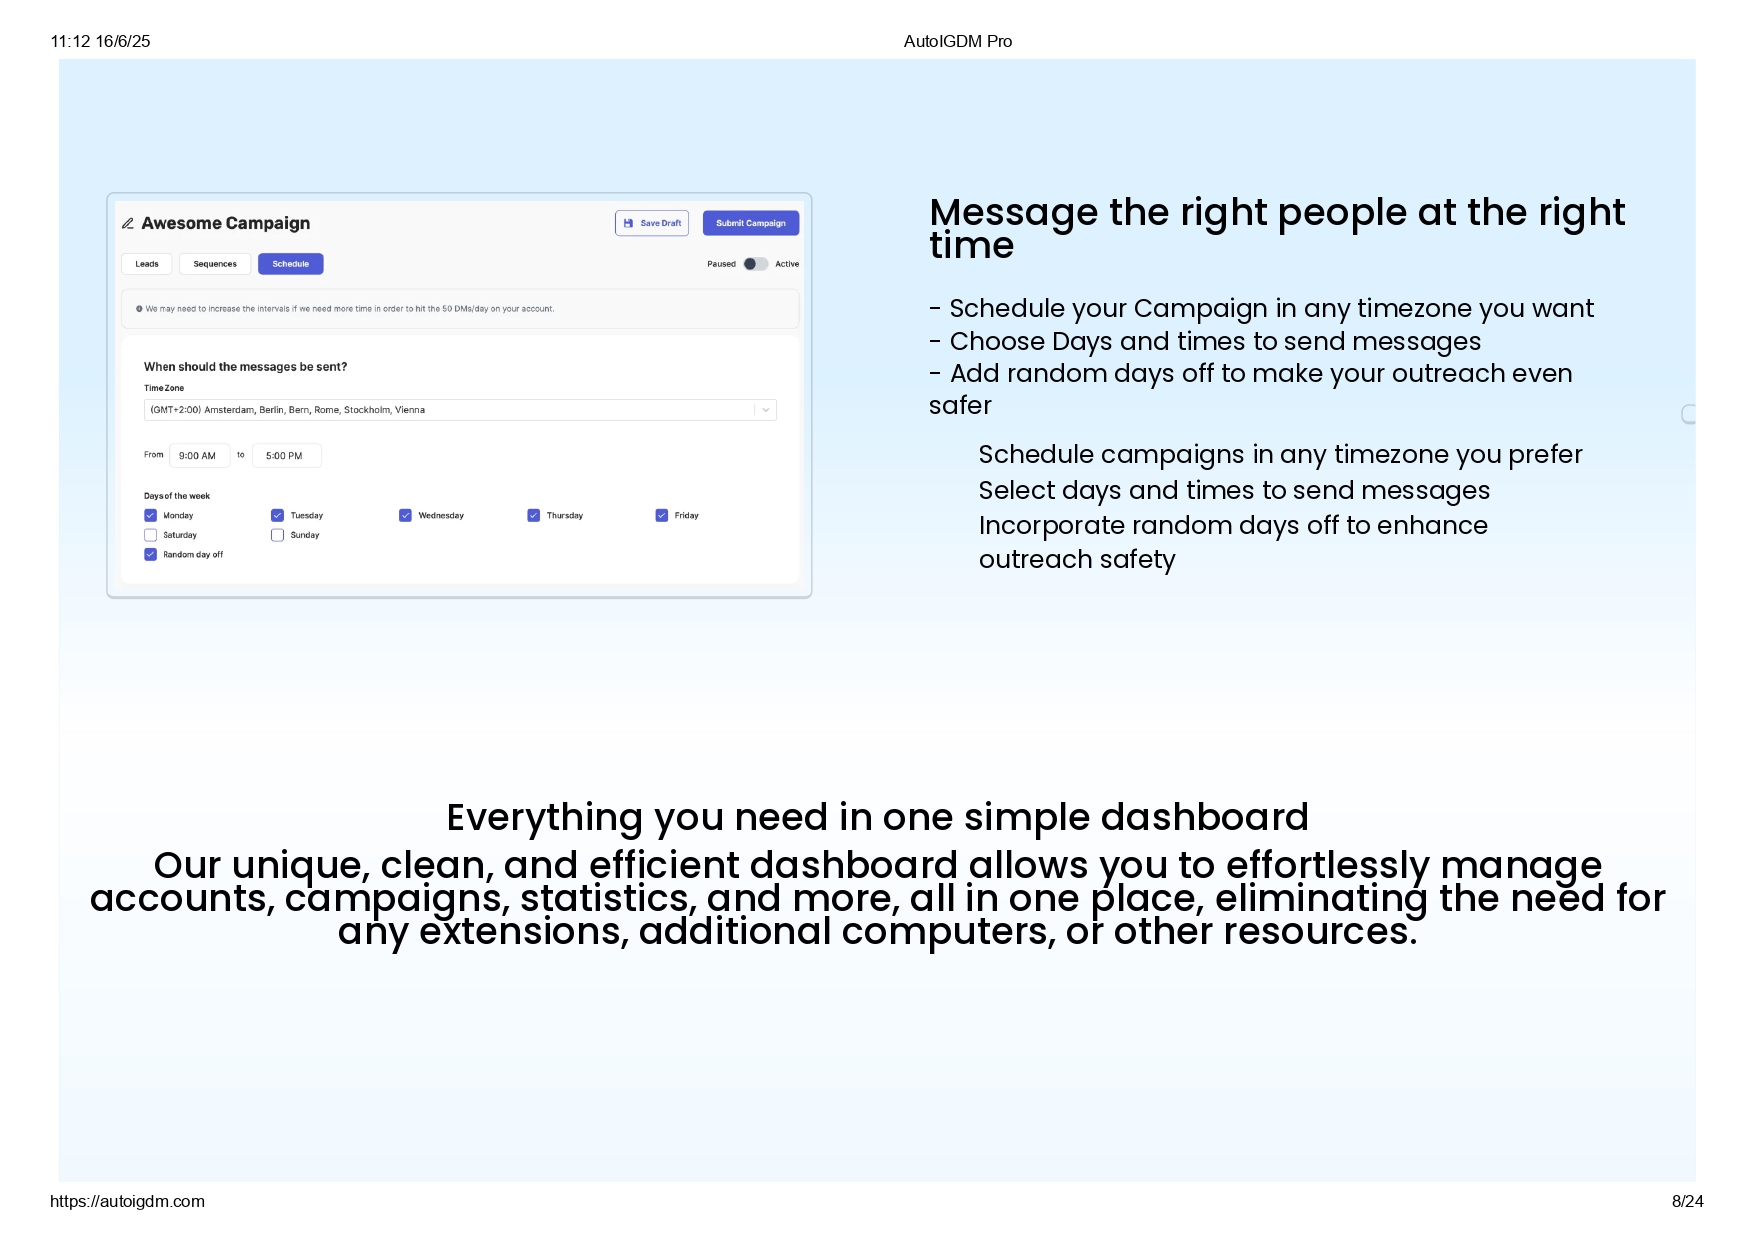 11:12 16/6/25
AutoIGDM Pro
Awesome Campaign
Save Draft
Submit Campaign
Leads
Sequences
Schedule
Paused
Active
We may need to increase the intervals if we need more time in order to hit the 50 DMs/day on your account.
When should the messages be sent?
Time Zone
(GMT+2:00) Amsterdam, Berlin, Bern, Rome, Stockholm, Vienna
From 9:00 AM to 5:00 PM
Days of the week
Monday
Tuesday
Wednesday
Thursday
Friday
Saturday
Sunday
Random day off
Message the right people at the right
time
- Schedule your Campaign in any timezone you want
- Choose Days and times to send messages
- Add random days off to make your outreach even
safer
Schedule campaigns in any timezone you prefer
Select days and times to send messages
Incorporate random days off to enhance
outreach safety
Everything you need in one simple dashboard
Our unique, clean, and efficient dashboard allows you to effortlessly manage
accounts, campaigns, statistics, and more, all in one place, eliminating the need for
any extensions, additional computers, or other resources.
https://autoigdm.com
8/24